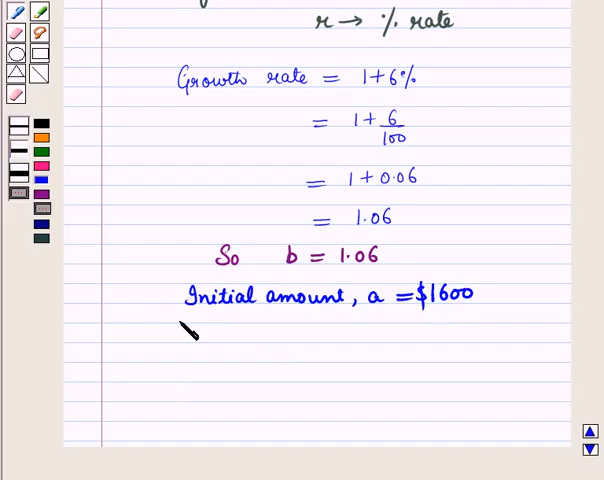 r → % rate
Growth rate = 1+6%
= 1 + 6/100
= 1 + 0.06
= 1.06
So b = 1.06
Initial amount, a = $1600